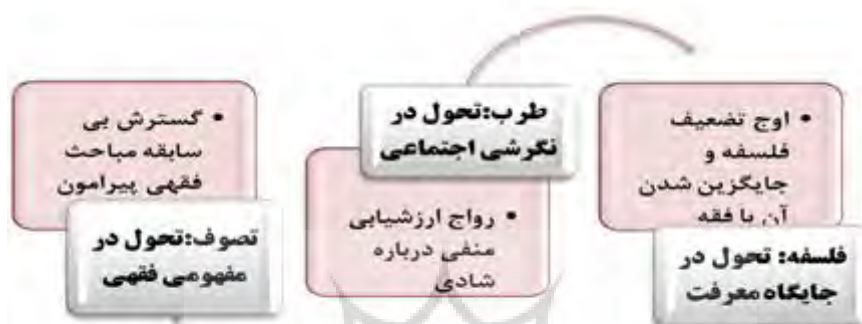 • اوج تضعیف
فلسفه و
جایگزین شدن
آن با فقه
فلسفه: تحول در
جایگاه معرفت
طرب:تحول در
نگرشی اجتماعی
• رواج ارزشیابی
منفی درباره
شادی
• گسترش بی
سابقه مباحث
فقهی پیرامون
تصوف:تحول در
مفهومی فقهی